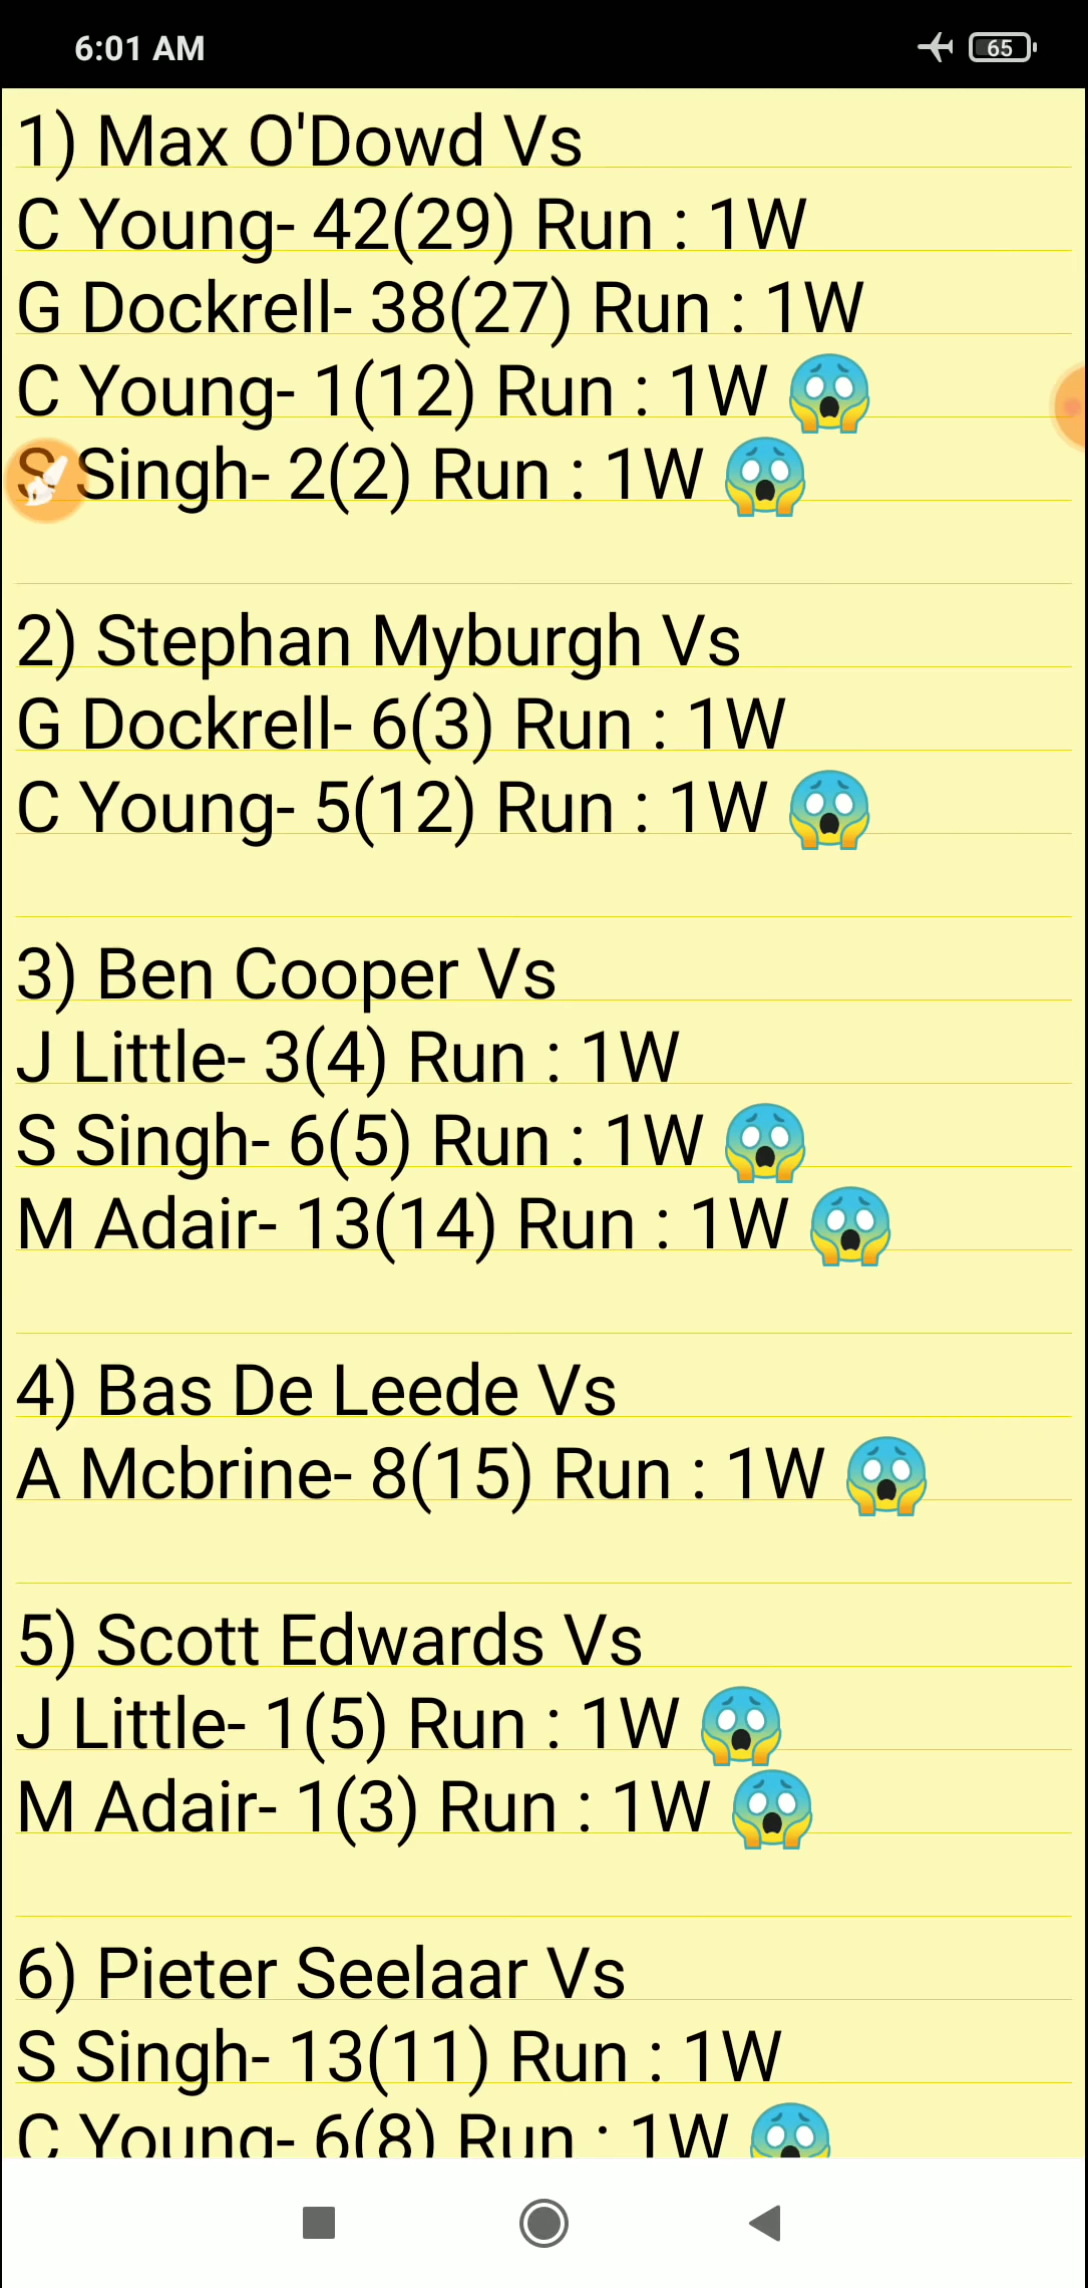 6:01 AM
65
1) Max O'Dowd Vs
C Young- 42(29) Run : 1W
G Dockrell- 38(27) Run : 1W
C Young- 1(12) Run : 1W 😱
S Singh- 2(2) Run : 1W 😱
2) Stephan Myburgh Vs
G Dockrell- 6(3) Run : 1W
C Young- 5(12) Run : 1W 😱
3) Ben Cooper Vs
J Little- 3(4) Run : 1W
S Singh- 6(5) Run : 1W 😱
M Adair- 13(14) Run : 1W 😱
4) Bas De Leede Vs
A Mcbrine- 8(15) Run : 1W 😱
5) Scott Edwards Vs
J Little- 1(5) Run : 1W 😱
M Adair- 1(3) Run : 1W 😱
6) Pieter Seelaar Vs
S Singh- 13(11) Run : 1W
C Young- 6(8) Run : 1W 😱